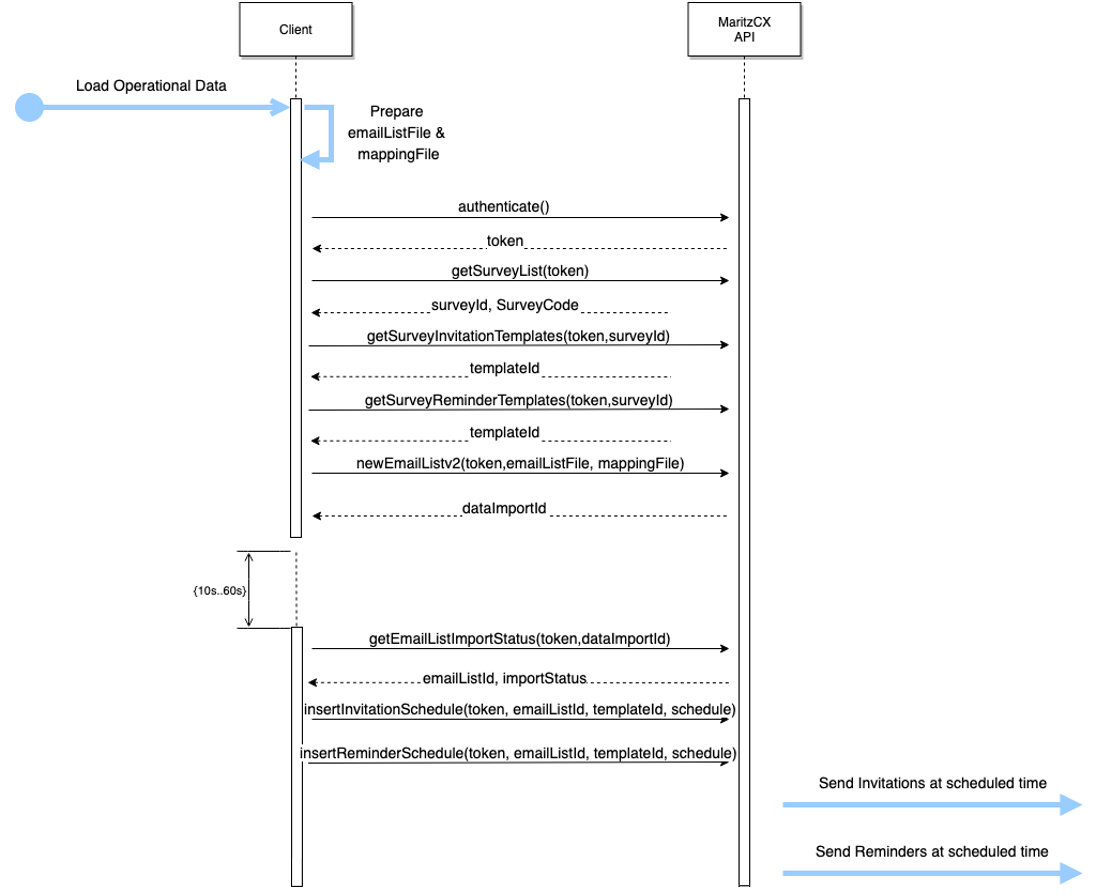 Client
MaritzCX
API
Load Operational Data
Prepare
emailListFile &
mappingFile
authenticate()
token
getSurveyList(token)
surveyId, SurveyCode
getSurveyInvitationTemplates(token,surveyId)
templateId
getSurveyReminderTemplates(token,surveyId)
templateId
newEmailListv2(token,emailListFile, mappingFile)
dataImportId
{10s..60s}
getEmailListImportStatus(token,dataImportId)
emailListId, importStatus
insertInvitationSchedule(token, emailListId, templateId, schedule)
insertReminderSchedule(token, emailListId, templateId, schedule)
Send Invitations at scheduled time
Send Reminders at scheduled time